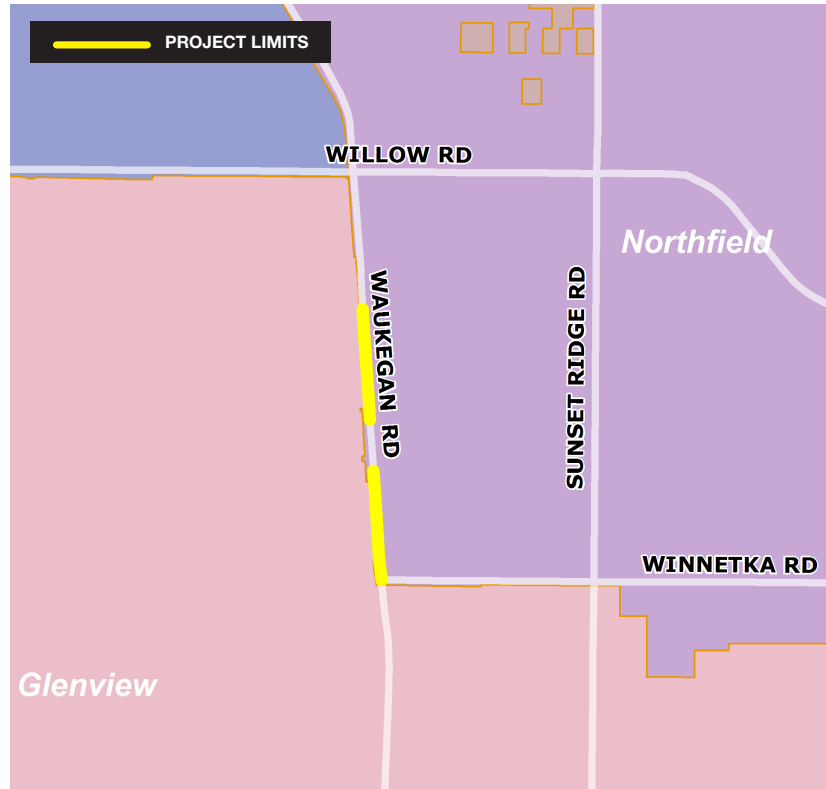 PROJECT LIMITS
WILLOW RD
Northfield
WAUKEGAN RD
SUNSET RIDGE RD
WINNETKA RD
Glenview